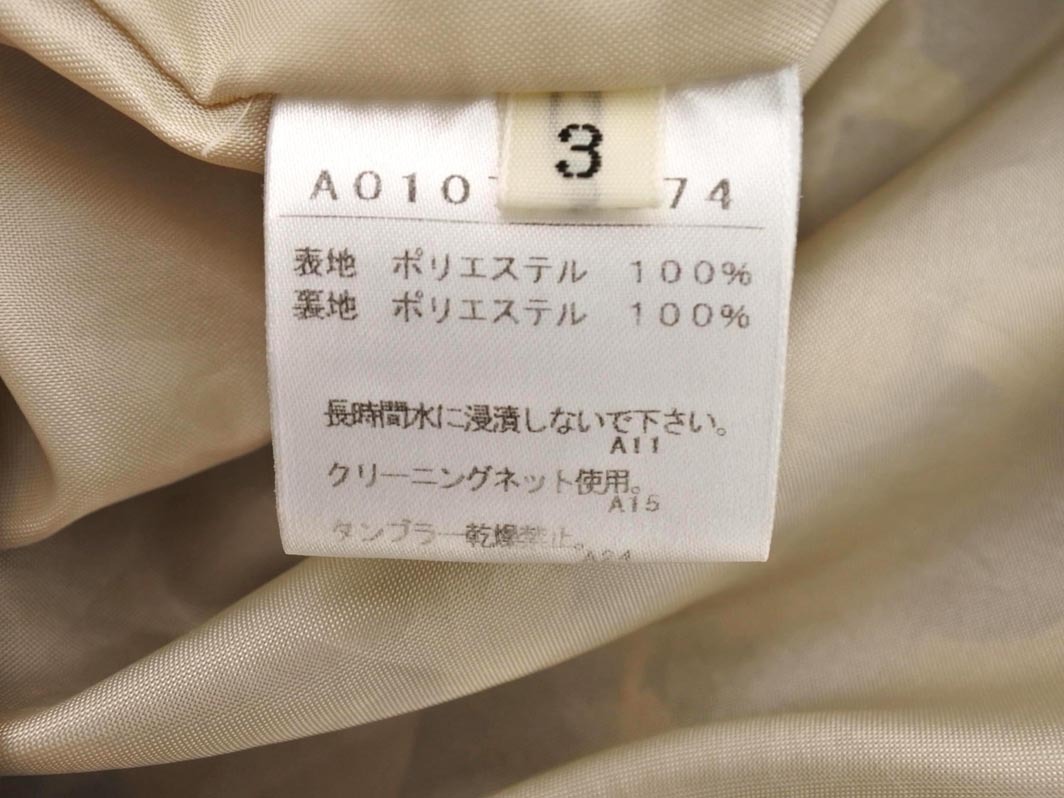 3
A010 74
表地 ポリエステル 100%
裏地 ポリエステル 100%
長時間水に浸漬しないで下さい。
A11
クリーニングネット使用。
A15
タンブラー乾燥禁止。
A24